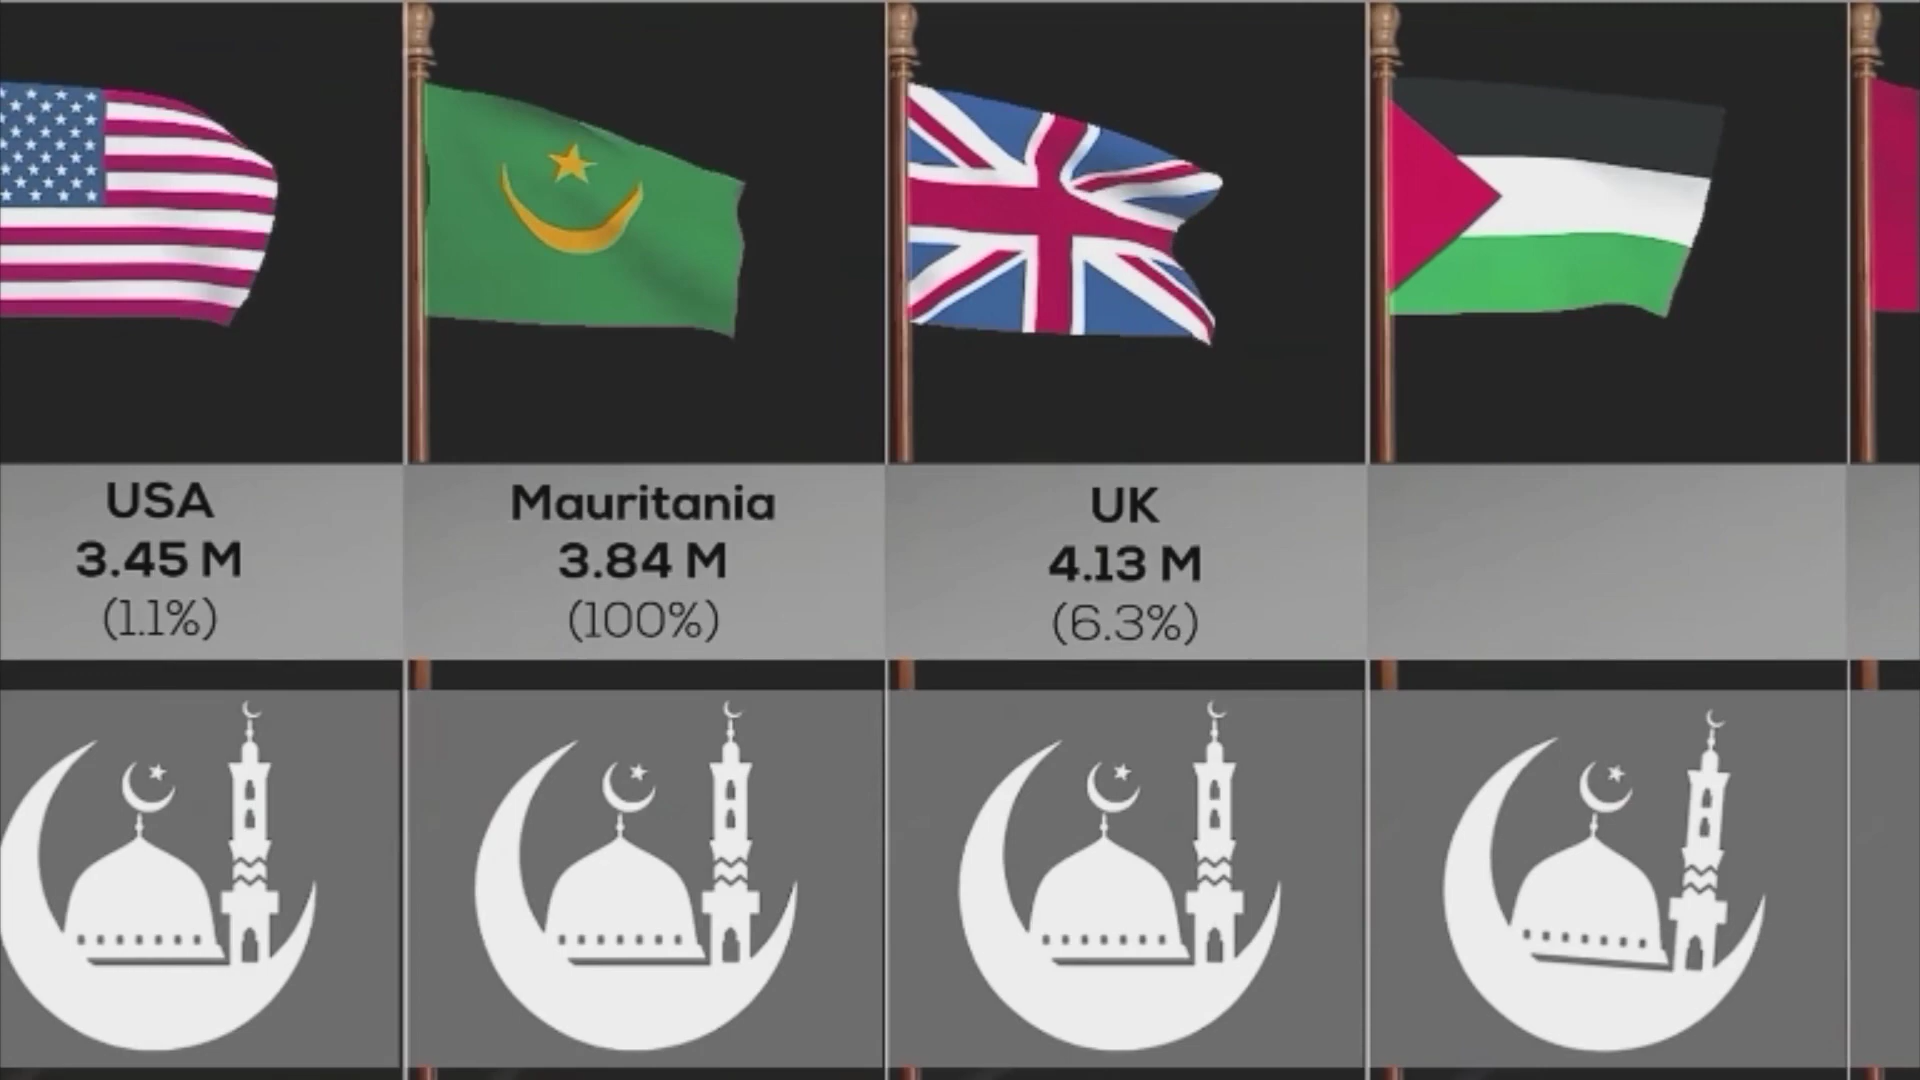 USA
3.45 M
(1.1%)
Mauritania
3.84 M
(100%)
UK
4.13 M
(6.3%)